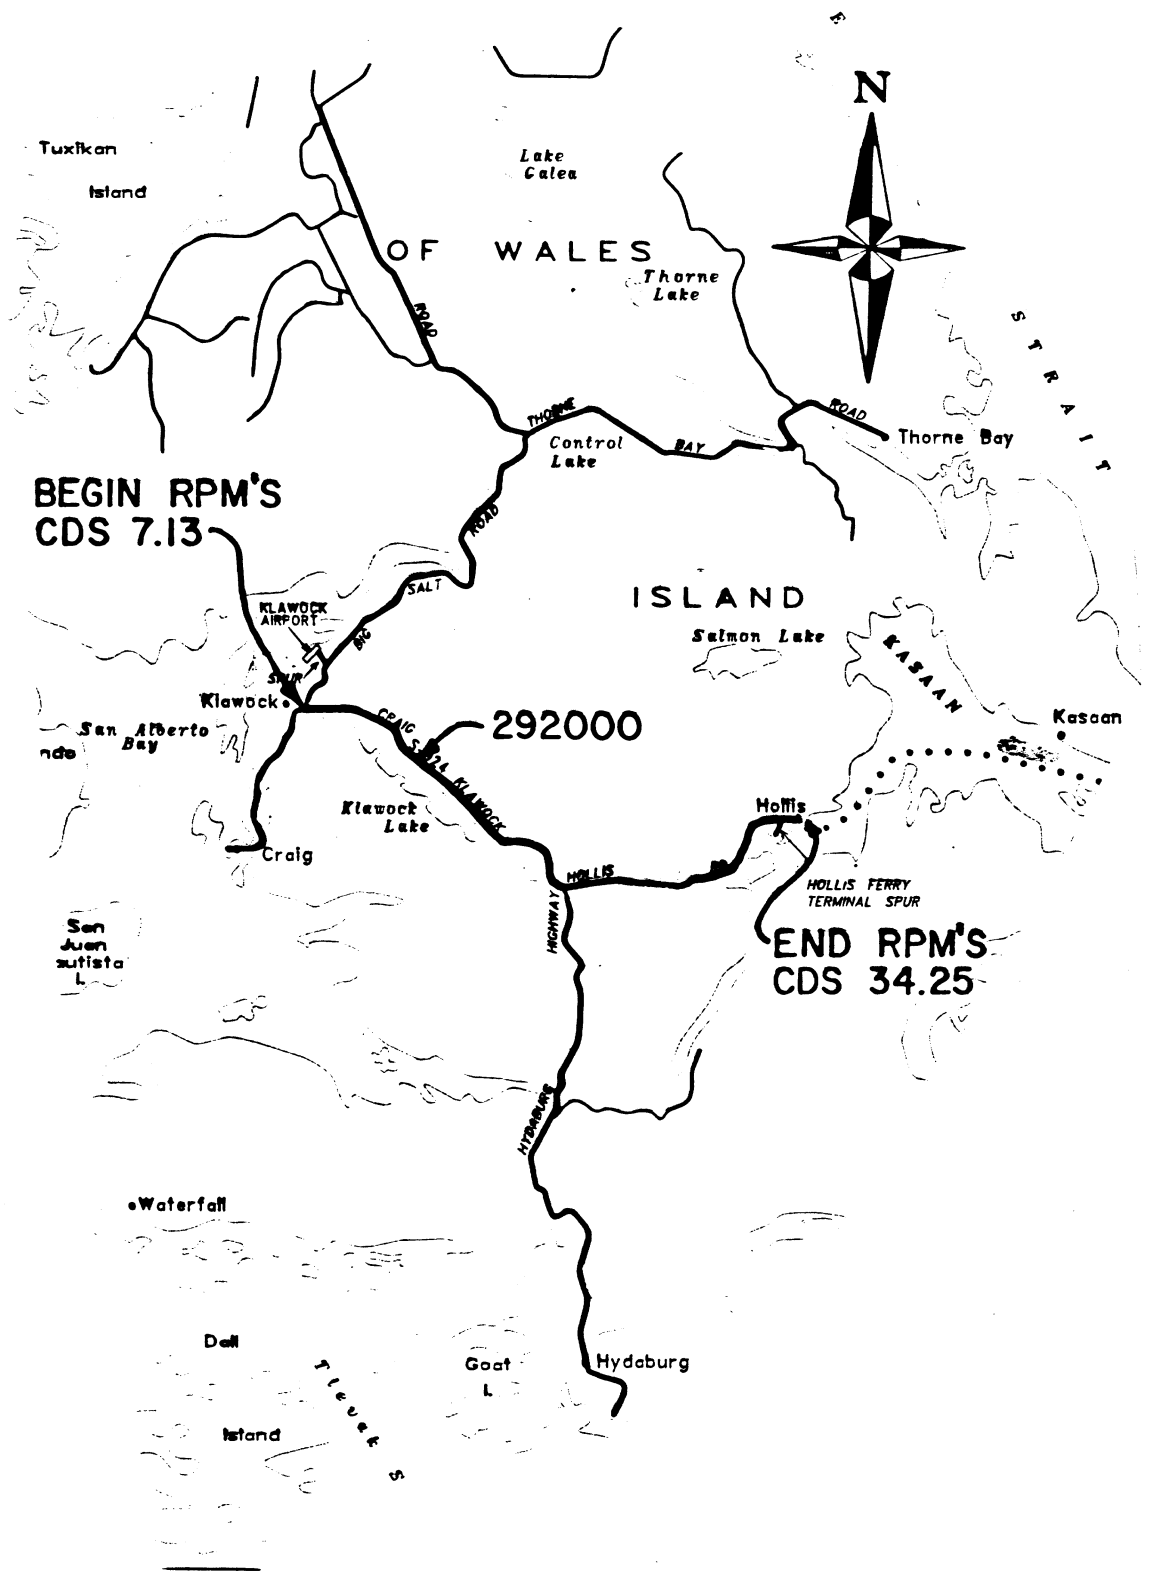 E
N
Tuxikan
Island
Lake
Galea
OF WALES
Thorne
Lake
STRAIT
ROAD
THORNE
BAY
ROAD
Thorne Bay
Control
Lake
BEGIN RPM'S
CDS 7.13
ROAD
SALT
BIG
KLAWOCK
AIRPORT
SPUR
ISLAND
Salmon Lake
KASAAN
Kasaan
Klawock
San Alberto
Bay
CRAIG
KLAWOCK
292000
Klawock
Lake
Craig
Hollis
HOLLIS
RD
HOLLIS FERRY
TERMINAL SPUR
END RPM'S
CDS 34.25
HIGHWAY
San
Juan
I.
HYDABURG
Waterfall
Dall
Island
Tlevak S
Goat
I.
Hydaburg